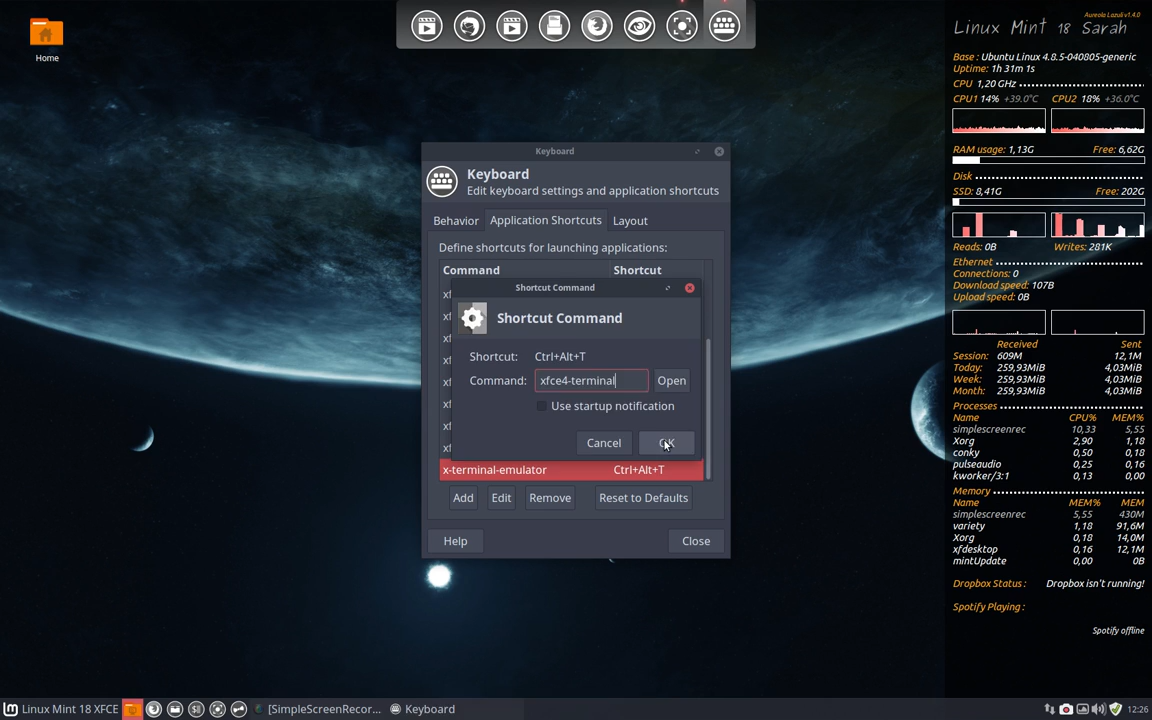 Home
Aureola Lazuli v1.4.0
Linux Mint 18 Sarah
Base : Ubuntu Linux 4.8.5-040805-generic
Uptime: 1h 31m 1s
CPU 1,20 GHz
CPU1 14% +39.0°C CPU2 18% +36.0°C
RAM usage: 1,13G Free: 6,62G
Disk
SSD: 8,41G Free: 202G
Reads: 0B Writes: 281K
Ethernet
Connections: 0
Download speed: 107B
Upload speed: 0B
Received Sent
Session: 609M 12,1M
Today: 259,93MiB 4,03MiB
Week: 259,93MiB 4,03MiB
Month: 259,93MiB 4,03MiB
Processes
Name CPU% MEM%
simplescreenrec 10,33 5,55
Xorg 2,90 1,18
conky 0,50 0,18
pulseaudio 0,25 0,16
kworker/3:1 0,13 0,00
Memory
Name MEM% MEM
simplescreenrec 5,55 430M
variety 1,18 91,6M
Xorg 0,18 14,0M
xfdesktop 0,16 12,1M
mintUpdate 0,00 0B
Dropbox Status : Dropbox isn't running!
Spotify Playing :
Spotify offline
Keyboard
Keyboard
Edit keyboard settings and application shortcuts
Behavior Application Shortcuts Layout
Define shortcuts for launching applications:
Command Shortcut
Shortcut Command
Shortcut Command
Shortcut: Ctrl+Alt+T
Command: xfce4-terminal Open
Use startup notification
Cancel OK
x-terminal-emulator Ctrl+Alt+T
Add Edit Remove Reset to Defaults
Help Close
Linux Mint 18 XFCE [SimpleScreenRecor... Keyboard 12:26